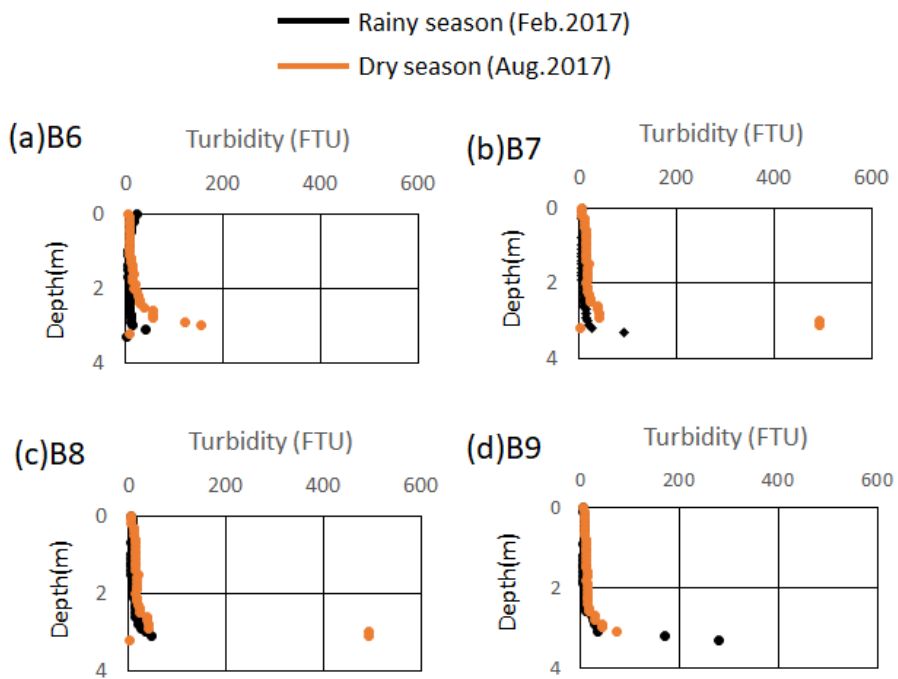 Rainy season (Feb.2017)
Dry season (Aug.2017)
(a)B6
Turbidity (FTU)
0 200 400 600
0
2
4
Depth(m)
(b)B7
Turbidity (FTU)
0 200 400 600
0
2
4
Depth(m)
(c)B8
Turbidity (FTU)
0 200 400 600
0
2
4
Depth(m)
(d)B9
Turbidity (FTU)
0 200 400 600
0
2
4
Depth(m)